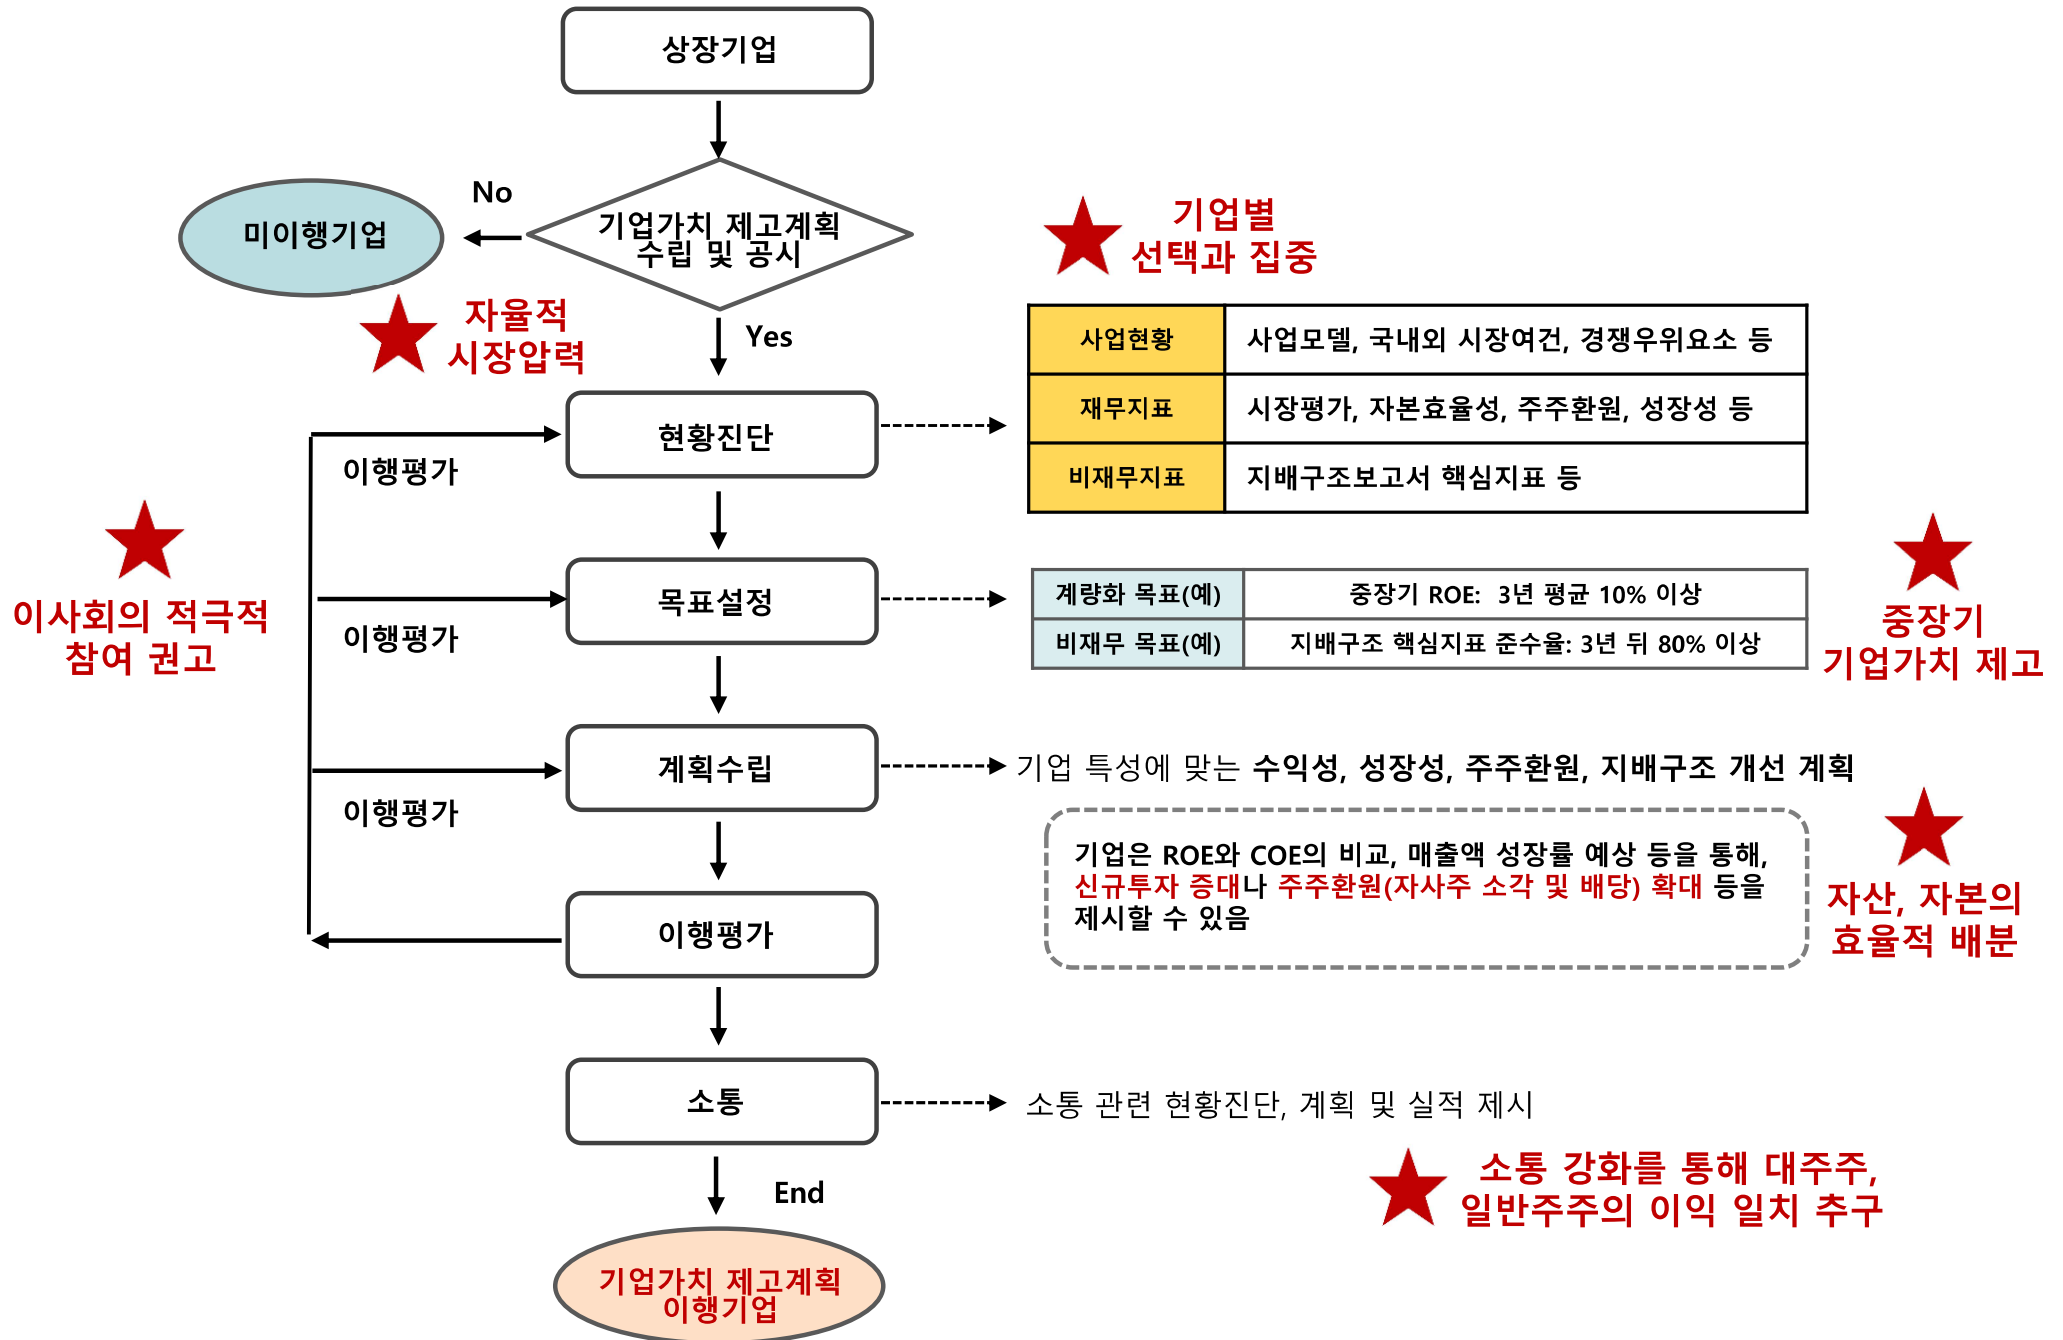 상장기업
No
미이행기업
기업가치 제고계획
수립 및 공시
기업별
선택과 집중
자율적
시장압력
Yes
사업현황
사업모델, 국내외 시장여건, 경쟁우위요소 등
재무지표
시장평가, 자본효율성, 주주환원, 성장성 등
비재무지표
지배구조보고서 핵심지표 등
현황진단
이행평가
이사회의 적극적
참여 권고
목표설정
이행평가
계량화 목표(예)
중장기 ROE: 3년 평균 10% 이상
비재무 목표(예)
지배구조 핵심지표 준수율: 3년 뒤 80% 이상
중장기
기업가치 제고
계획수립
이행평가
기업 특성에 맞는 수익성, 성장성, 주주환원, 지배구조 개선 계획
기업은 ROE와 COE의 비교, 매출액 성장률 예상 등을 통해,
신규투자 증대나 주주환원(자사주 소각 및 배당) 확대 등을
제시할 수 있음
자산, 자본의
효율적 배분
이행평가
소통
소통 관련 현황진단, 계획 및 실적 제시
소통 강화를 통해 대주주,
일반주주의 이익 일치 추구
End
기업가치 제고계획
이행기업